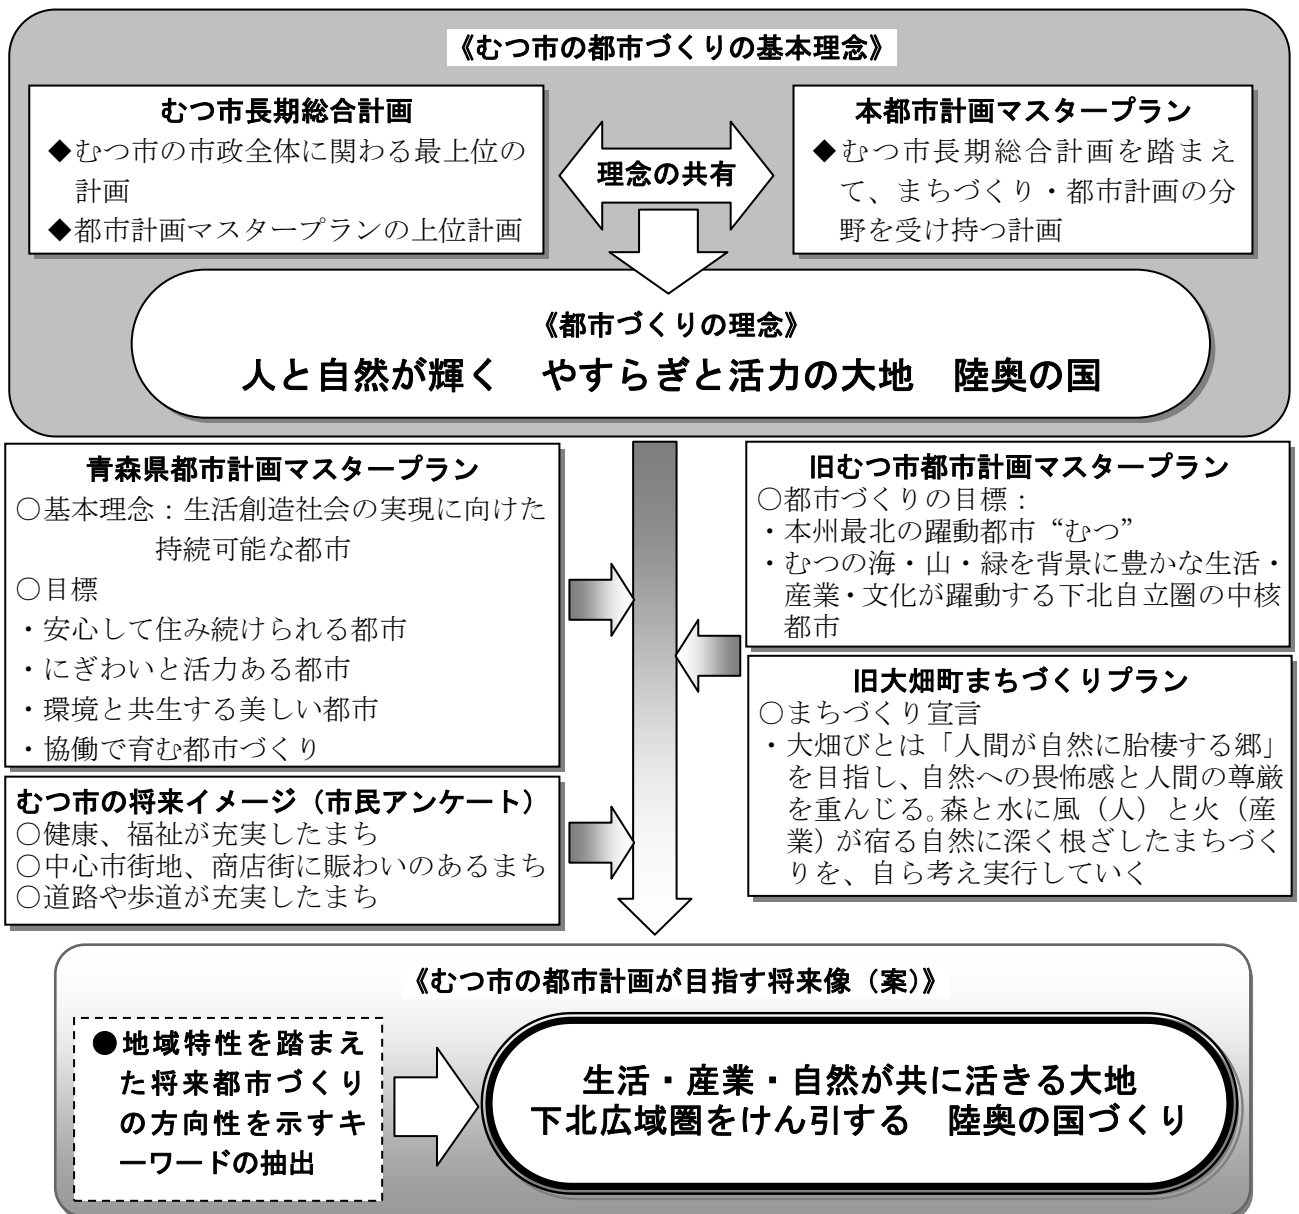 《むつ市の都市づくりの基本理念》
むつ市長期総合計画
◆むつ市の市政全体に関わる最上位の
計画
◆都市計画マスタープランの上位計画
理念の共有
本都市計画マスタープラン
◆むつ市長期総合計画を踏まえ
て、まちづくり・都市計画の分
野を受け持つ計画
《都市づくりの理念》
人と自然が輝く　やすらぎと活力の大地　陸奥の国
青森県都市計画マスタープラン
○基本理念：生活創造社会の実現に向けた
持続可能な都市
○目標
・安心して住み続けられる都市
・にぎわいと活力ある都市
・環境と共生する美しい都市
・協働で育む都市づくり
むつ市の将来イメージ（市民アンケート）
○健康、福祉が充実したまち
○中心市街地、商店街に賑わいのあるまち
○道路や歩道が充実したまち
旧むつ市都市計画マスタープラン
○都市づくりの目標：
・本州最北の躍動都市“むつ”
・むつの海・山・緑を背景に豊かな生活・
産業・文化が躍動する下北自立圏の中核
都市
旧大畑町まちづくりプラン
○まちづくり宣言
・大畑びとは「人間が自然に胎棲する郷」
を目指し、自然への畏怖感と人間の尊厳
を重んじる。森と水に風（人）と火（産
業）が宿る自然に深く根ざしたまちづく
りを、自ら考え実行していく
《むつ市の都市計画が目指す将来像（案）》
●地域特性を踏まえ
た将来都市づくり
の方向性を示すキ
ーワードの抽出
生活・産業・自然が共に活きる大地
下北広域圏をけん引する　陸奥の国づくり